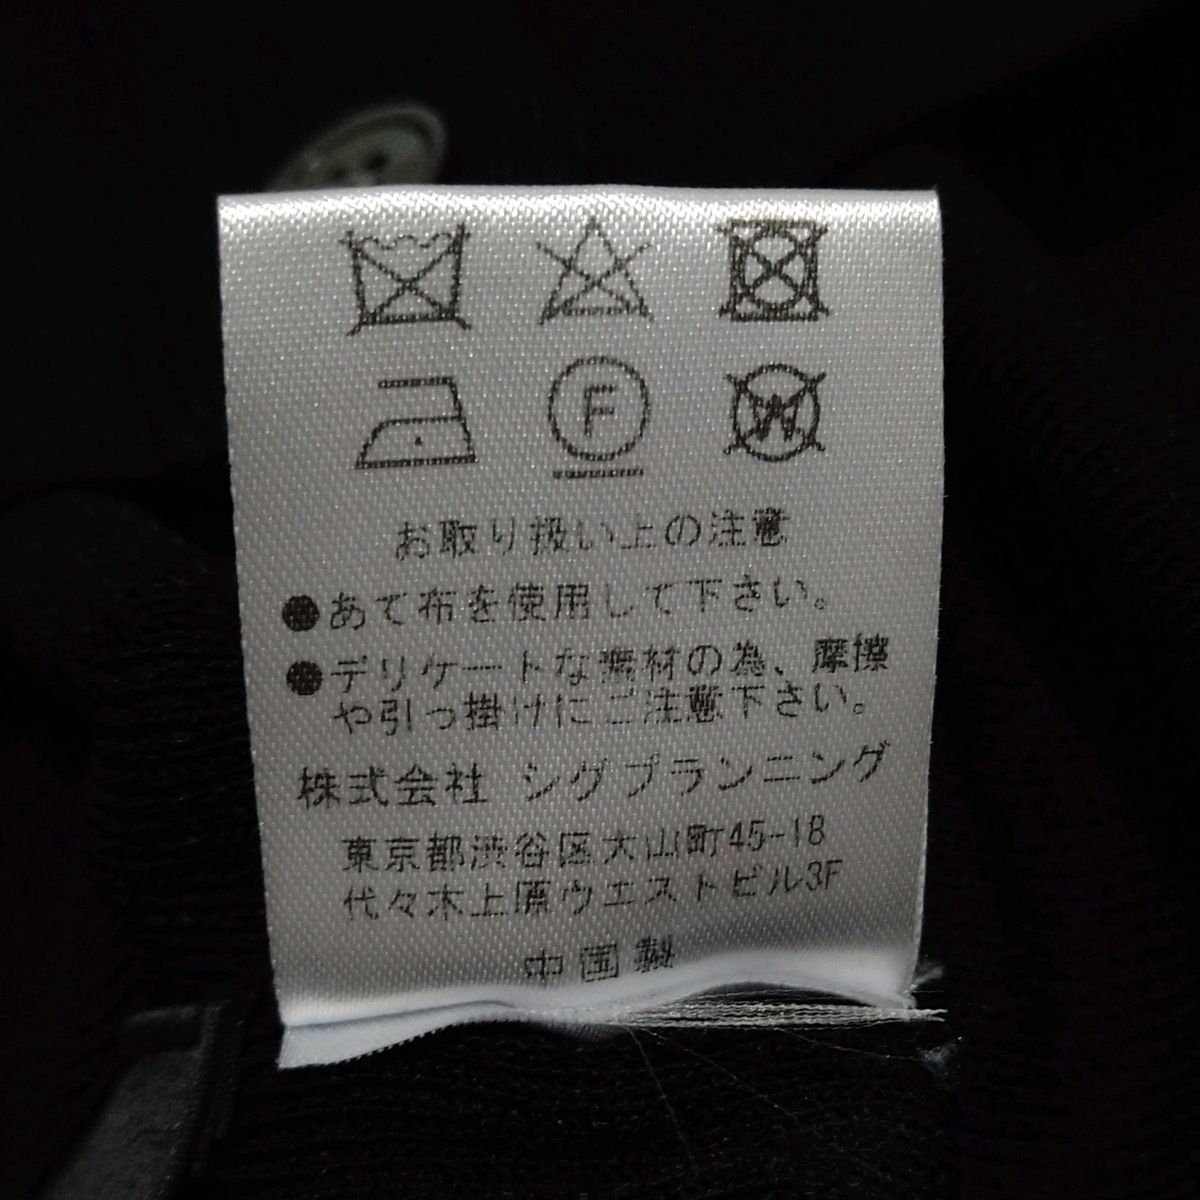 F
W
お取り扱い上の注意
●あて布を使用して下さい。
●デリケートな素材の為、摩擦
や引っ掛けにご注意下さい。
株式会社 シグプランニング
東京都渋谷区大山町45-18
代々木上原ウエストビル3F
中国製